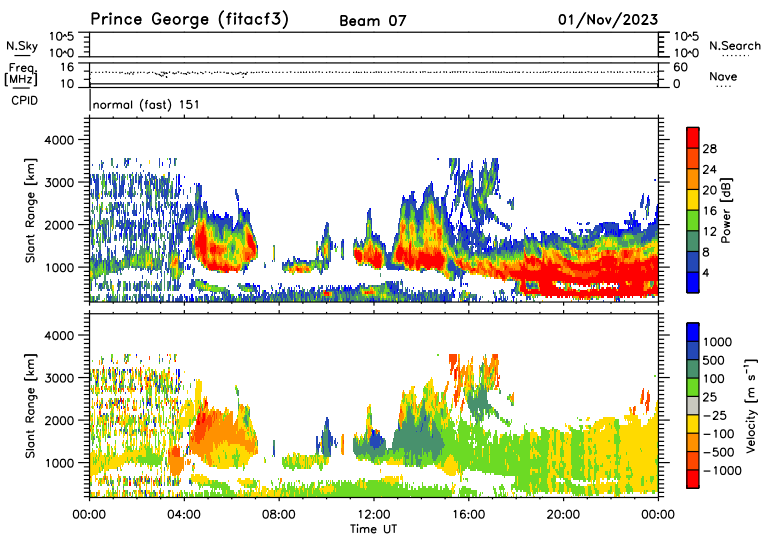 Prince George (fitacf3) Beam 07 01/Nov/2023
N.Sky 10^5 10^0 10^5 10^0 N.Search
Freq. [MHz] 16 10 60 0 Nave
CPID normal (fast) 151
Slant Range [km] 4000 3000 2000 1000
Power [dB] 28 24 20 16 12 8 4
Slant Range [km] 4000 3000 2000 1000
Velocity [m s⁻¹] 1000 500 100 25 −25 −100 −500 −1000
00:00 04:00 08:00 12:00 16:00 20:00 00:00
Time UT